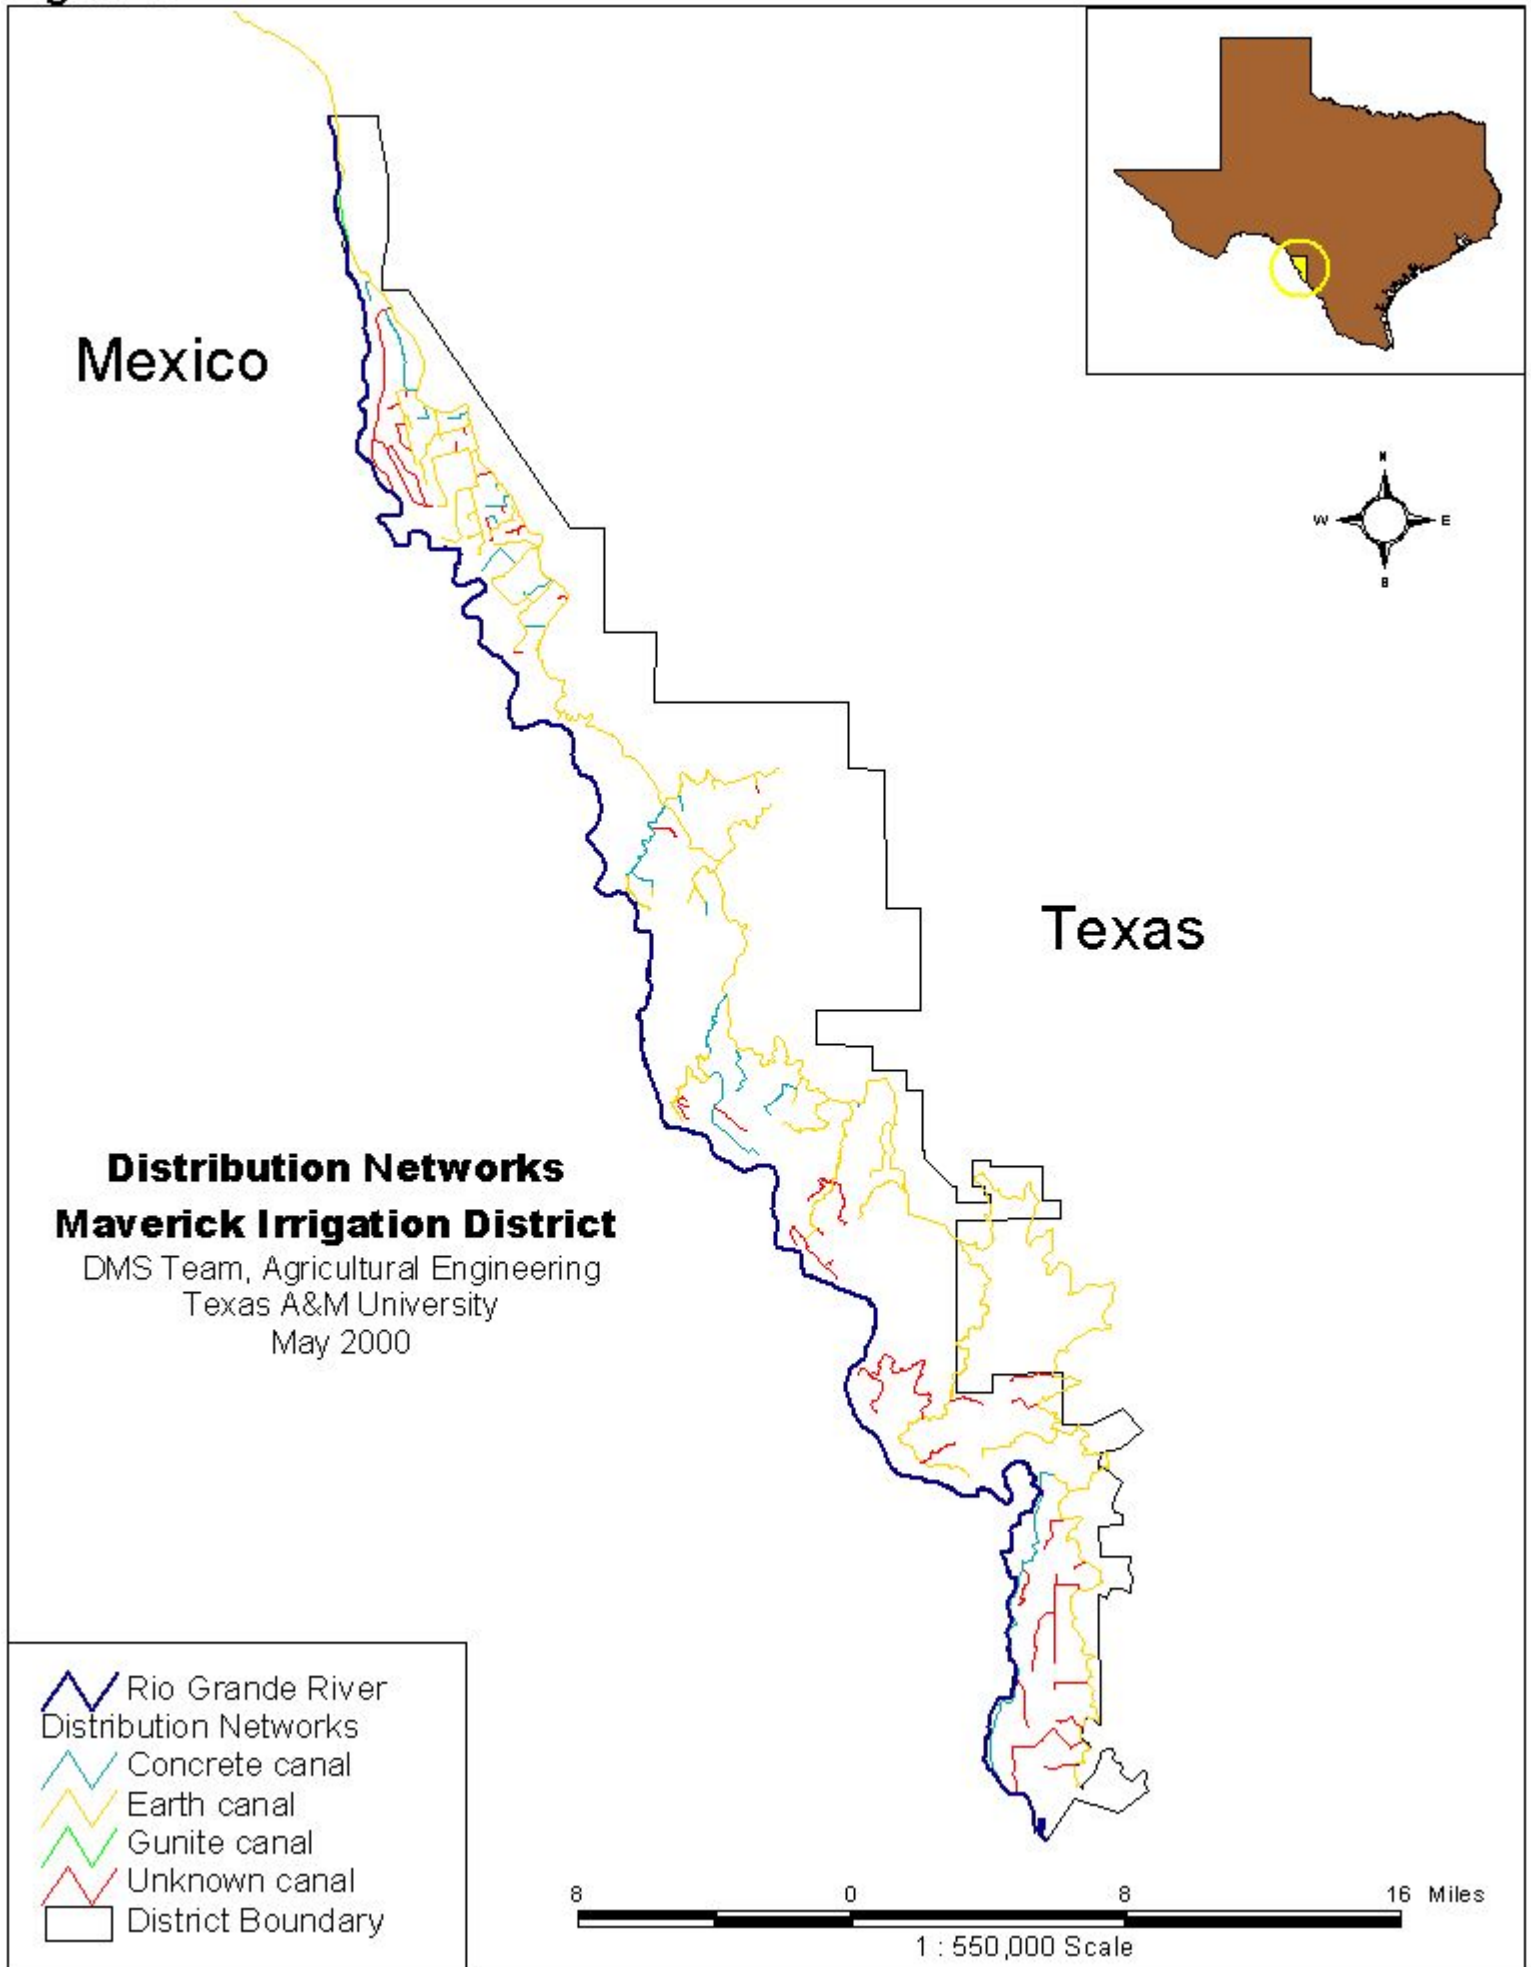 Mexico
N
W
E
S
Texas
Distribution Networks
Maverick Irrigation District
DMS Team, Agricultural Engineering
Texas A&M University
May 2000
Rio Grande River
Distribution Networks
Concrete canal
Earth canal
Gunite canal
Unknown canal
District Boundary
8 0 8 16 Miles
1 : 550,000 Scale